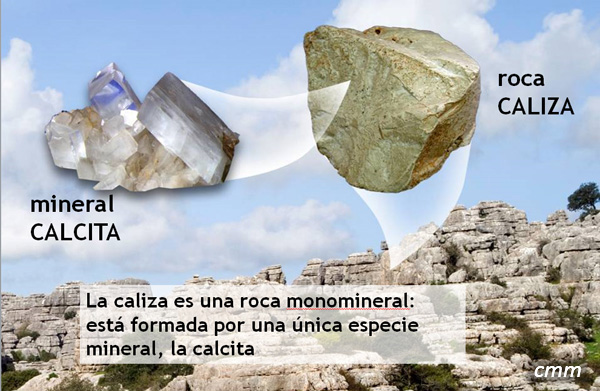 roca
CALIZA
mineral
CALCITA
La caliza es una roca monomineral:
está formada por una única especie
mineral, la calcita
cmm